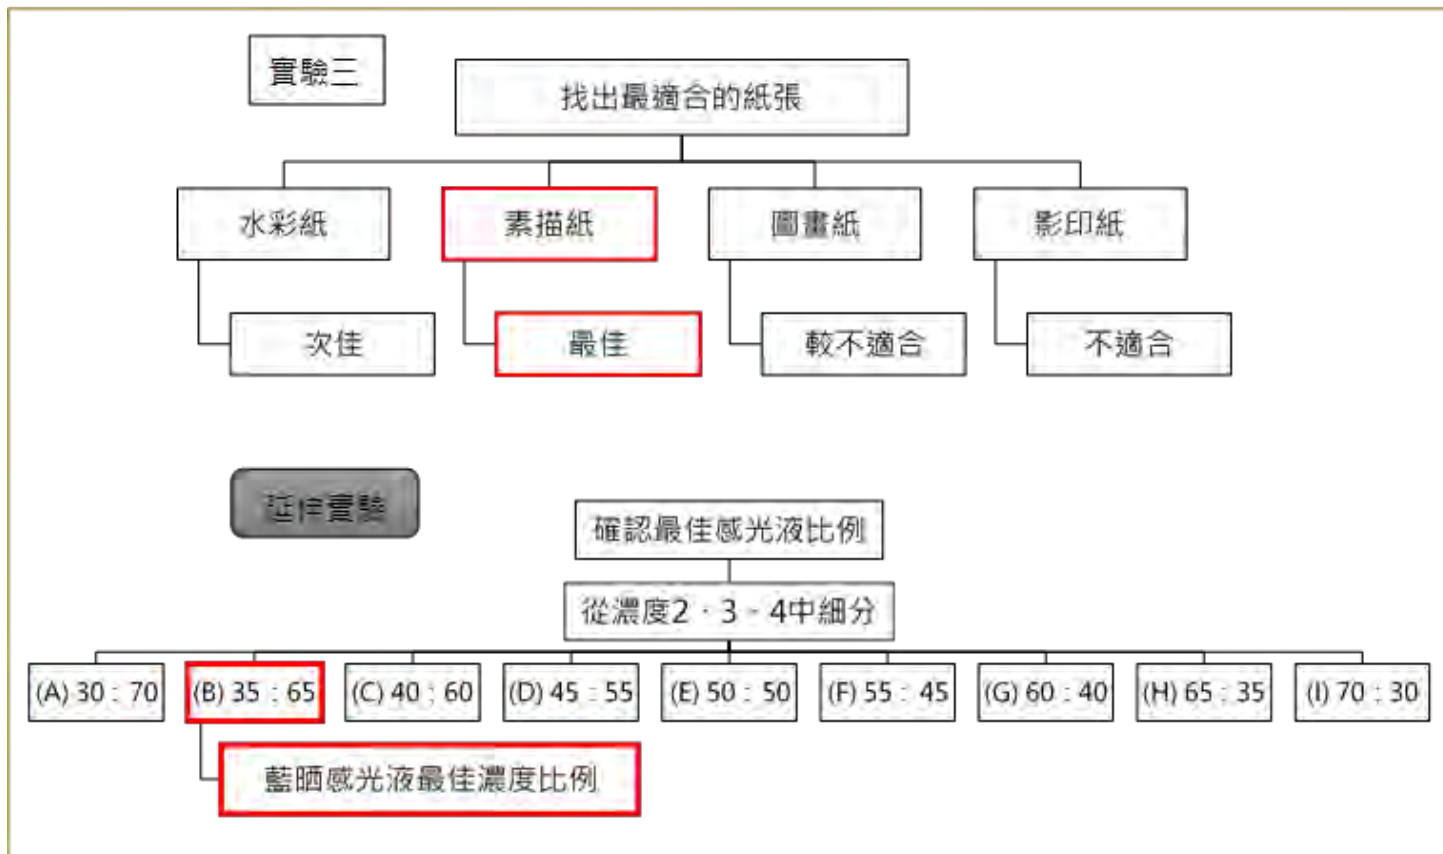 實驗三
找出最適合的紙張
水彩紙
素描紙
圖畫紙
影印紙
次佳
最佳
較不適合
不適合
延伸實驗
確認最佳感光液比例
從濃度2、3、4中細分
(A) 30：70
(B) 35：65
(C) 40：60
(D) 45：55
(E) 50：50
(F) 55：45
(G) 60：40
(H) 65：35
(I) 70：30
藍晒感光液最佳濃度比例